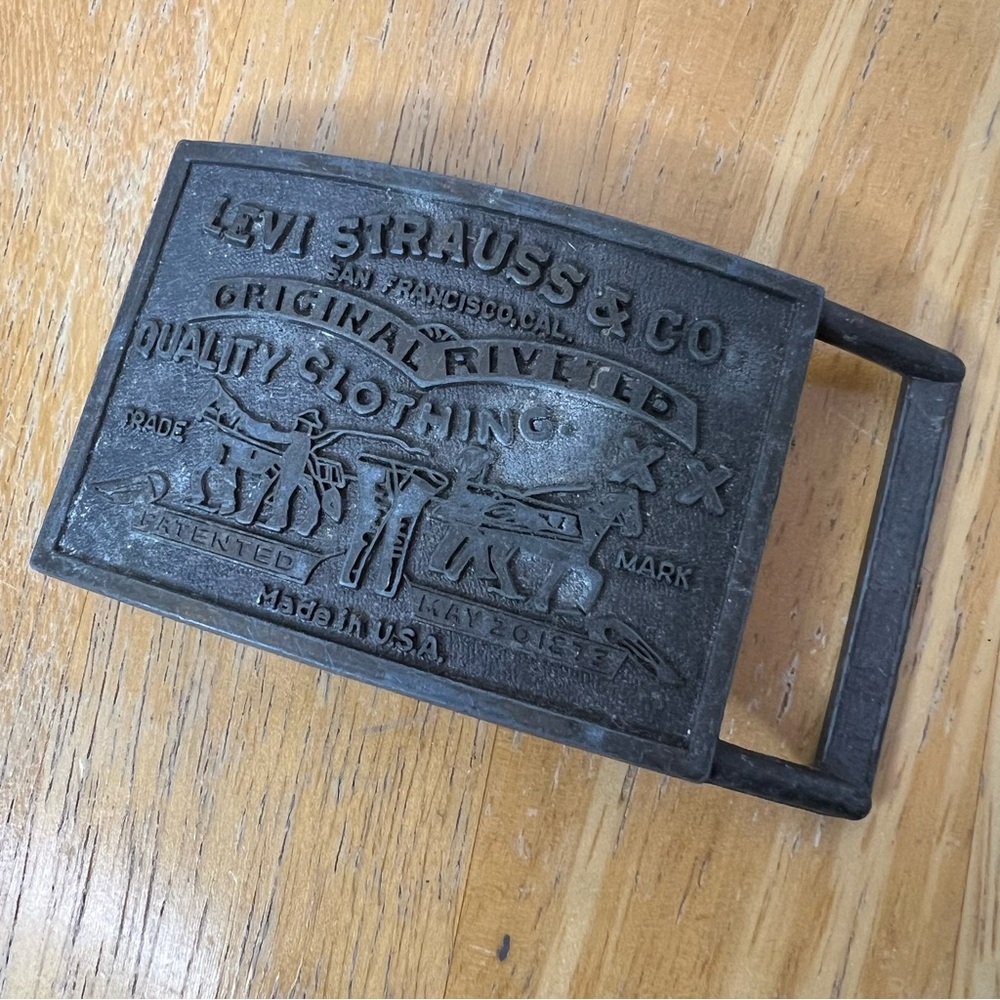 LEVI STRAUSS & CO.
SAN FRANCISCO, CAL.
ORIGINAL RIVETED
QUALITY CLOTHING
XX
TRADE MARK
PATENTED
MAY 20 1873
Made in U.S.A.